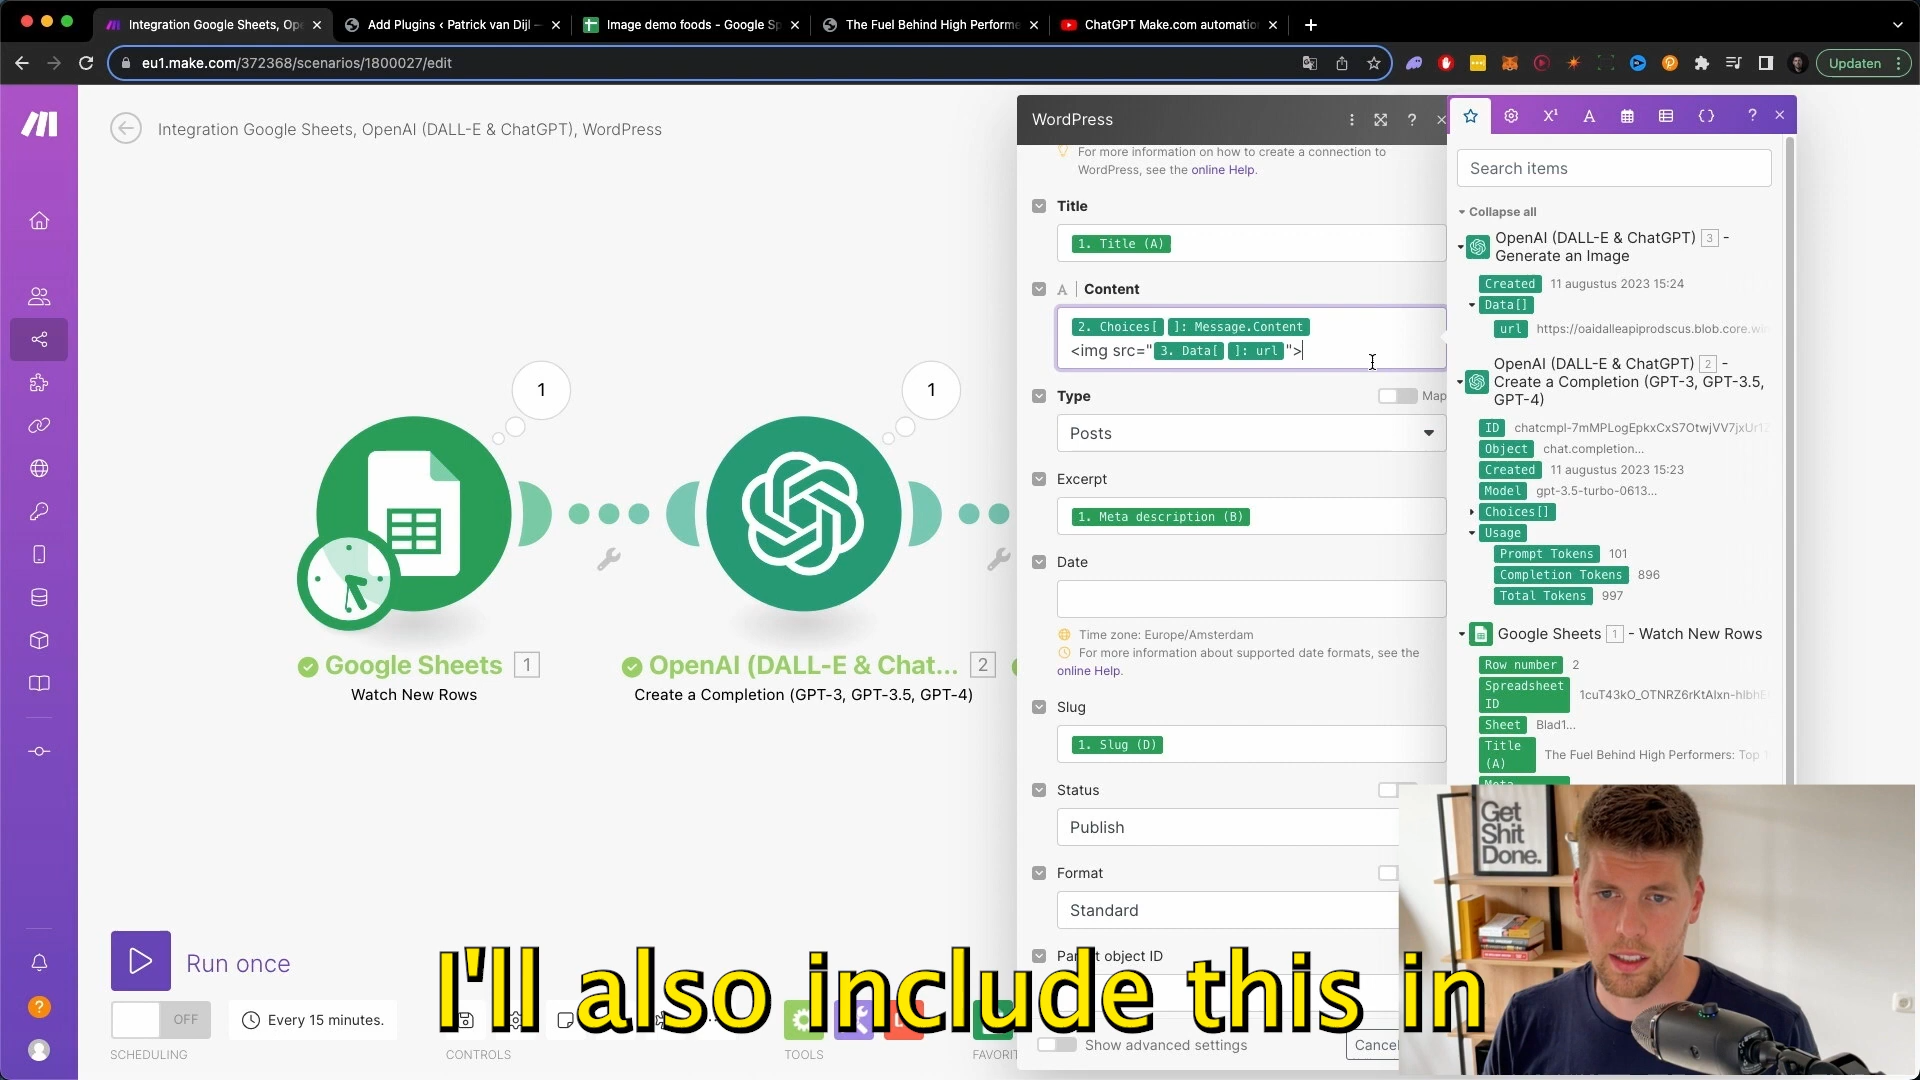 Integration Google Sheets, Ope
Add Plugins ‹ Patrick van Dijl —
Image demo foods - Google Sp
The Fuel Behind High Performe
ChatGPT Make.com automatio
eu1.make.com/372368/scenarios/1800027/edit
Updaten
Integration Google Sheets, OpenAI (DALL-E & ChatGPT), WordPress
WordPress
For more information on how to create a connection to
WordPress, see the online Help.
Title
1. Title (A)
A | Content
2. Choices[ ]: Message.Content
<img src="3. Data[ ]: url">
Type
Map
Posts
Excerpt
1. Meta description (B)
Date
Time zone: Europe/Amsterdam
For more information about supported date formats, see the
online Help.
Slug
1. Slug (D)
Status
Publish
Format
Standard
object ID
Show advanced settings
Cancel
Search items
Collapse all
OpenAI (DALL-E & ChatGPT) 3 -
Generate an Image
Created 11 augustus 2023 15:24
Data[]
url https://oaidalleapiprodscus.blob.core.win
OpenAI (DALL-E & ChatGPT) 2 -
Create a Completion (GPT-3, GPT-3.5,
GPT-4)
ID chatcmpl-7mMPLogEpkxCxS7OtwjVV7jxUr1
Object chat.completion...
Created 11 augustus 2023 15:23
Model gpt-3.5-turbo-0613...
Choices[]
Usage
Prompt Tokens 101
Completion Tokens 896
Total Tokens 997
Google Sheets 1 - Watch New Rows
Row number 2
Spreadsheet
ID
1cuT43kO_OTNRZ6rKtAlxn-hlbhE
Sheet Blad1...
Title
(A)
The Fuel Behind High Performers: Top
Meta
1
1
Google Sheets 1
Watch New Rows
OpenAI (DALL-E & Chat... 2
Create a Completion (GPT-3, GPT-3.5, GPT-4)
Run once
OFF
Every 15 minutes.
SCHEDULING
CONTROLS
TOOLS
FAVORIT
Get
Shit
Done.
I'll also include this in